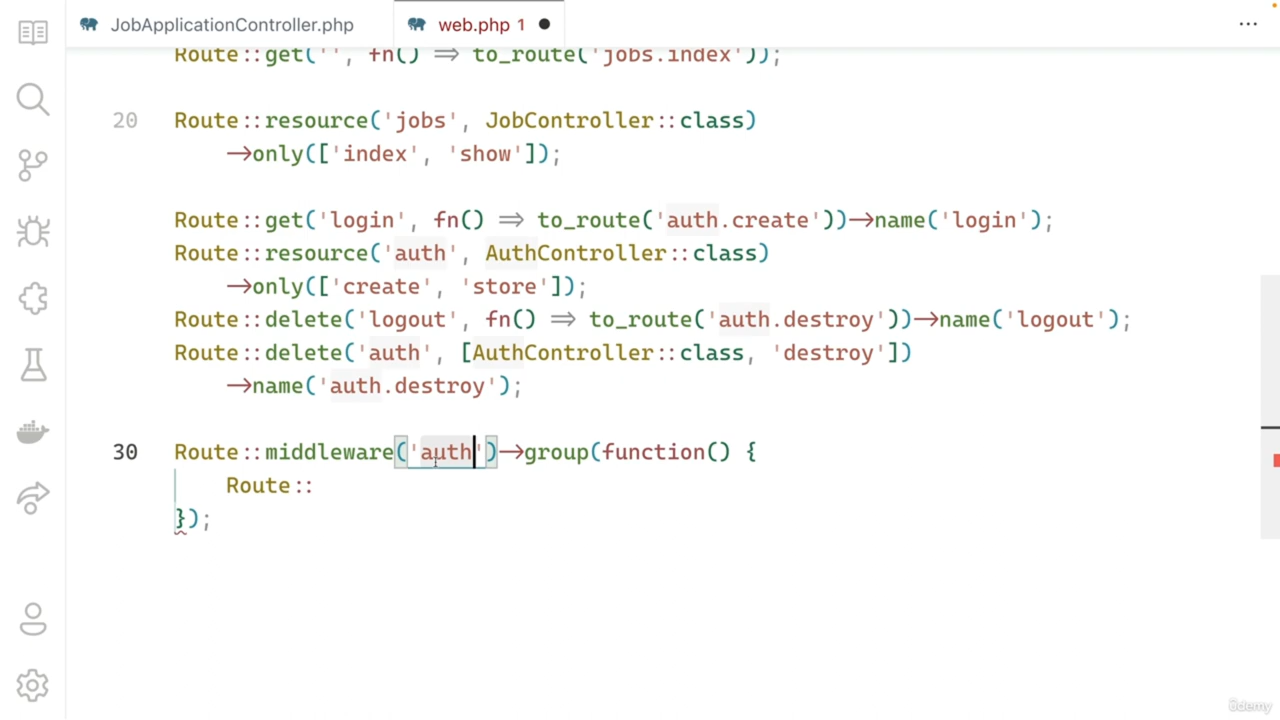 JobApplicationController.php
web.php 1
Route::get('', fn() => to_route('jobs.index'));
20 Route::resource('jobs', JobController::class)
->only(['index', 'show']);
Route::get('login', fn() => to_route('auth.create'))->name('login');
Route::resource('auth', AuthController::class)
->only(['create', 'store']);
Route::delete('logout', fn() => to_route('auth.destroy'))->name('logout');
Route::delete('auth', [AuthController::class, 'destroy'])
->name('auth.destroy');
30 Route::middleware('auth')->group(function() {
Route::
});
ûdemy